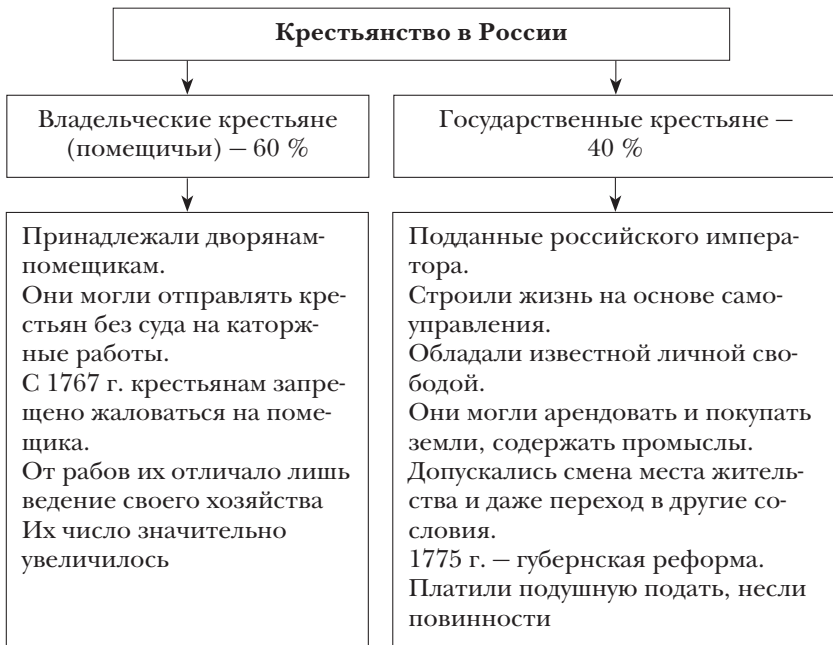 Крестьянство в России
Владельческие крестьяне
(помещичьи) – 60 %
Государственные крестьяне –
40 %
Принадлежали дворянам-
помещикам.
Они могли отправлять кре-
стьян без суда на каторж-
ные работы.
С 1767 г. крестьянам запре-
щено жаловаться на поме-
щика.
От рабов их отличало лишь
ведение своего хозяйства
Их число значительно
увеличилось
Подданные российского импера-
тора.
Строили жизнь на основе само-
управления.
Обладали известной личной сво-
бодой.
Они могли арендовать и покупать
земли, содержать промыслы.
Допускались смена места житель-
ства и даже переход в другие со-
словия.
1775 г. – губернская реформа.
Платили подушную подать, несли
повинности